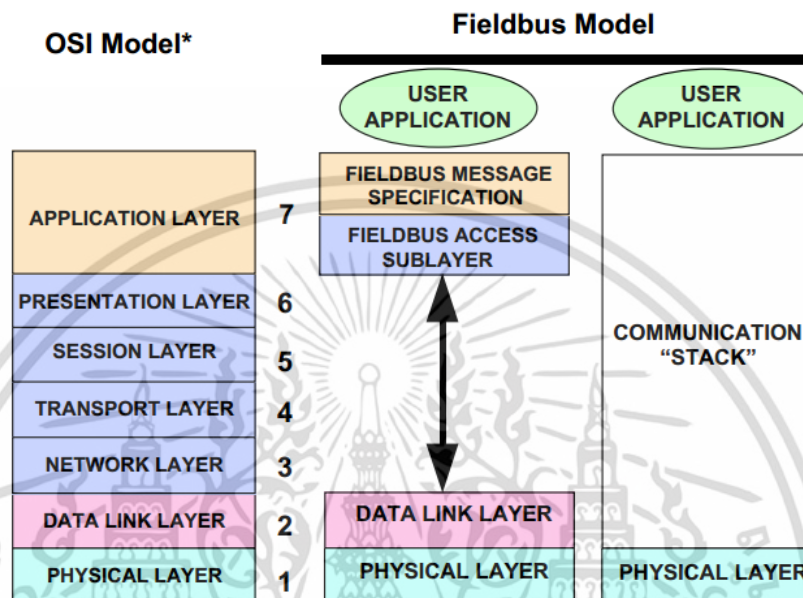 OSI Model*
Fieldbus Model
USER
APPLICATION
USER
APPLICATION
APPLICATION LAYER
7
FIELDBUS MESSAGE
SPECIFICATION
FIELDBUS ACCESS
SUBLAYER
PRESENTATION LAYER
6
SESSION LAYER
5
TRANSPORT LAYER
4
NETWORK LAYER
3
COMMUNICATION
“STACK”
DATA LINK LAYER
2
DATA LINK LAYER
PHYSICAL LAYER
1
PHYSICAL LAYER
PHYSICAL LAYER